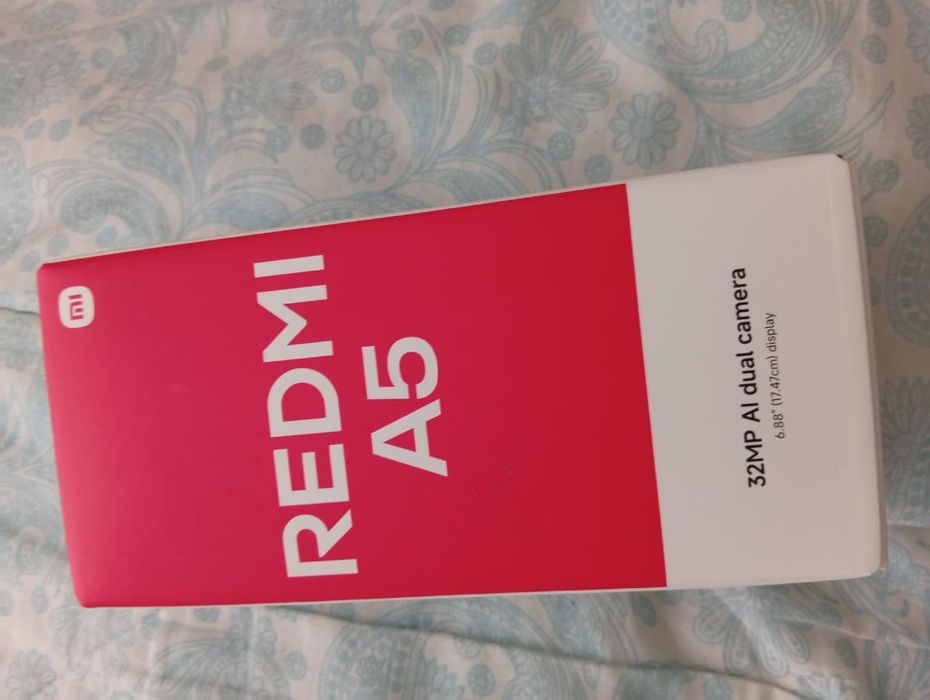 mi
REDMI
A5
32MP AI dual camera
6.88" (17.47cm) display